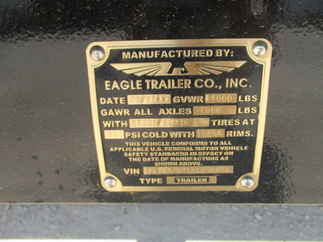 MANUFACTURED BY:
EAGLE TRAILER CO., INC.
DATE GVWR LBS
GAWR ALL AXLES LBS
WITH TIRES AT
PSI COLD WITH RIMS.
THIS VEHICLE CONFORMS TO ALL
APPLICABLE U.S. FEDERAL MOTOR VEHICLE
SAFETY STANDARDS IN EFFECT ON
THE DATE OF MANUFACTURE AS
SHOWN ABOVE.
VIN
TYPE TRAILER